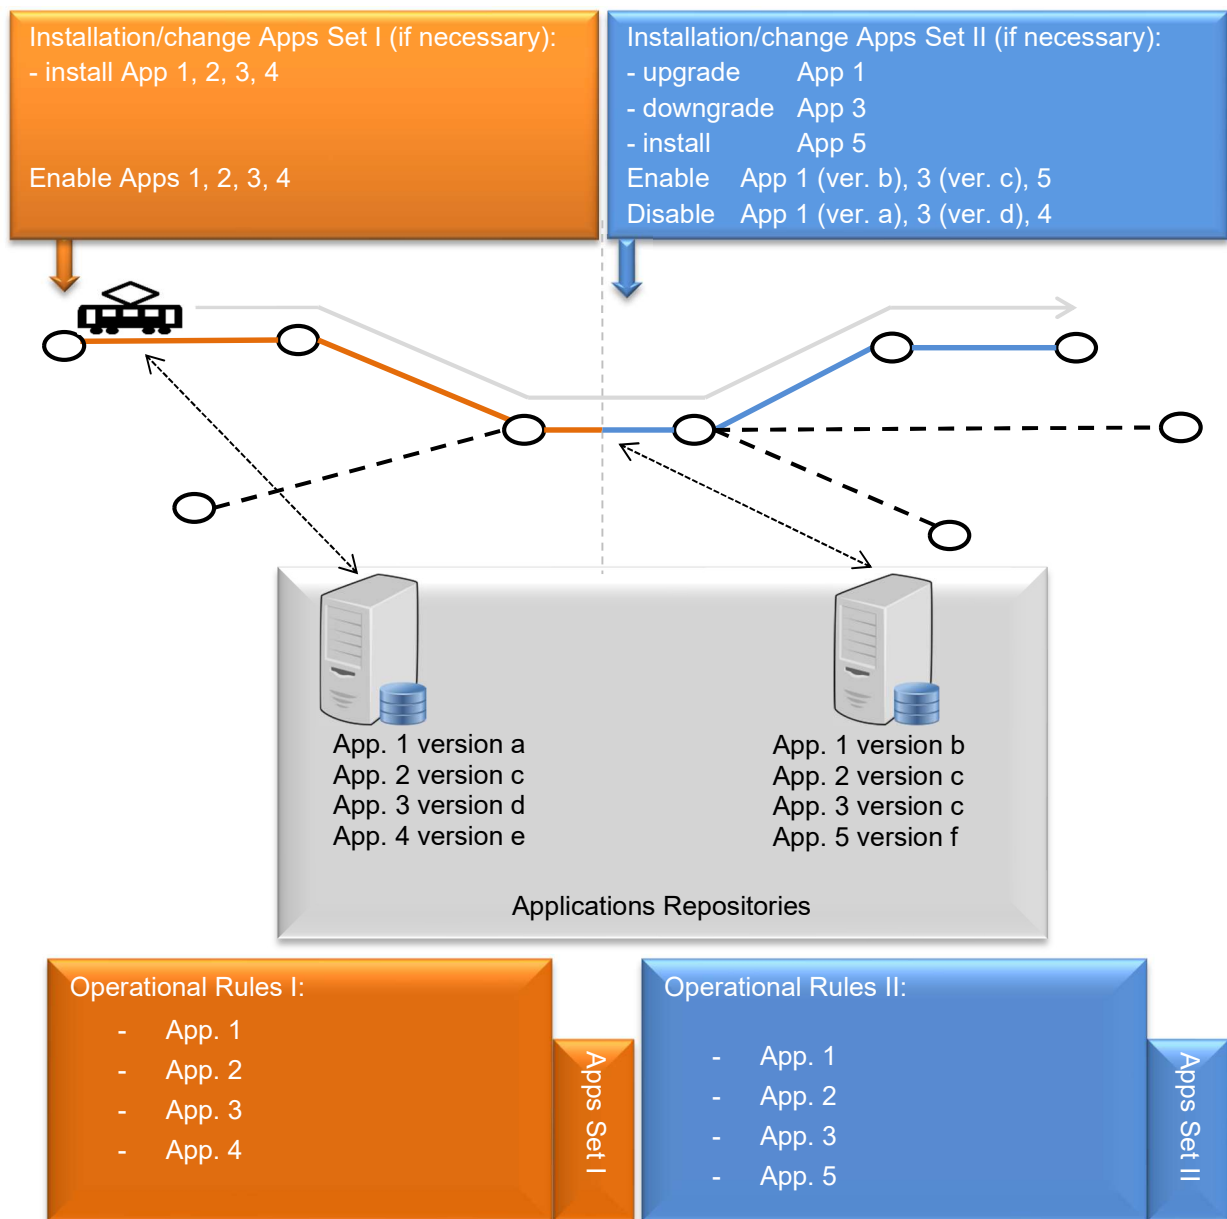 Installation/change Apps Set I (if necessary):
- install App 1, 2, 3, 4
Enable Apps 1, 2, 3, 4
Installation/change Apps Set II (if necessary):
- upgrade App 1
- downgrade App 3
- install App 5
Enable App 1 (ver. b), 3 (ver. c), 5
Disable App 1 (ver. a), 3 (ver. d), 4
App. 1 version a
App. 2 version c
App. 3 version d
App. 4 version e
App. 1 version b
App. 2 version c
App. 3 version c
App. 5 version f
Applications Repositories
Operational Rules I:
- App. 1
- App. 2
- App. 3
- App. 4
Apps Set I
Operational Rules II:
- App. 1
- App. 2
- App. 3
- App. 5
Apps Set II